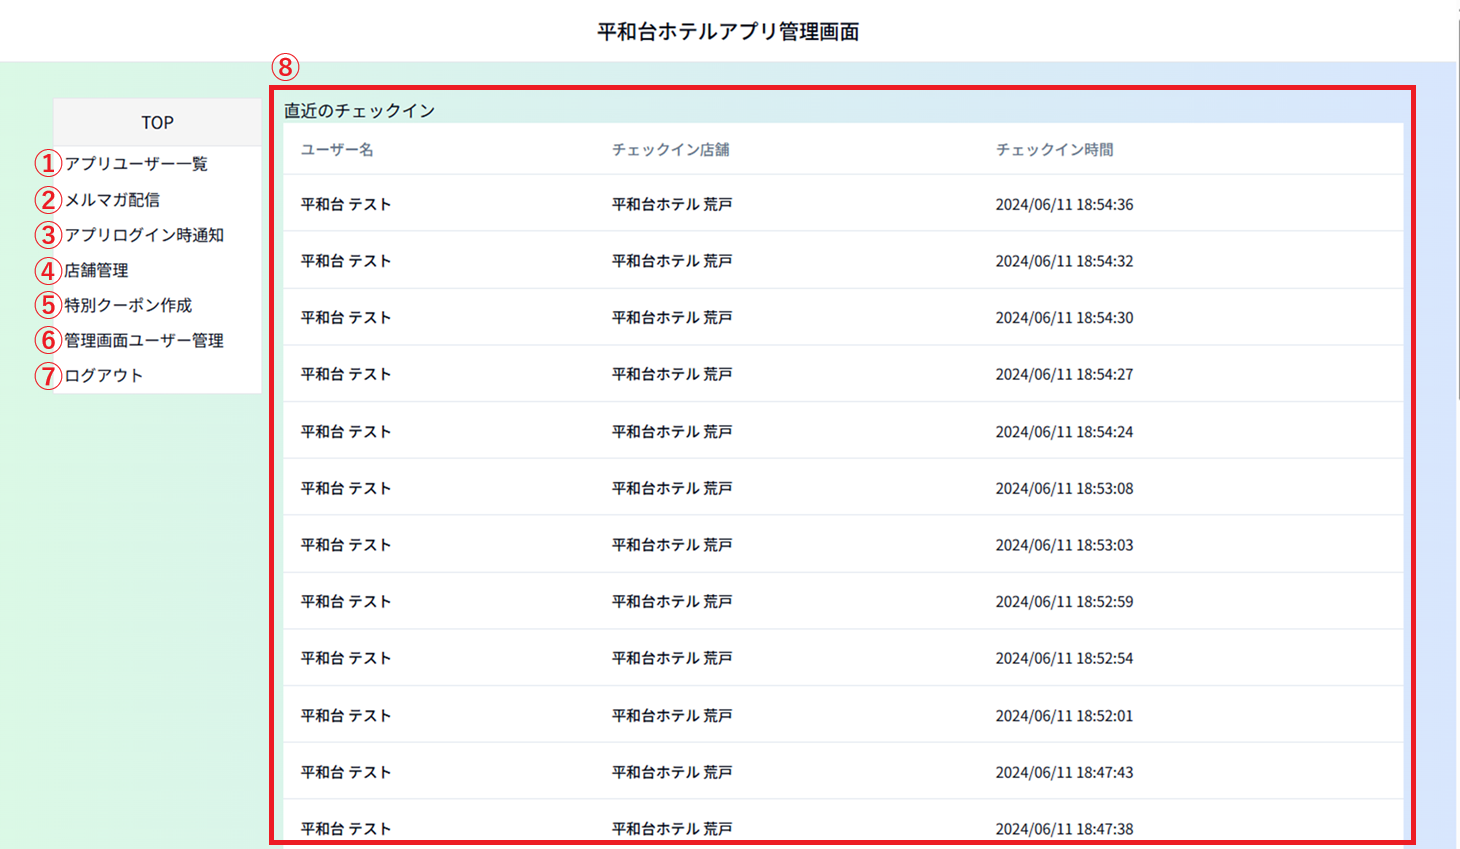 平和台ホテルアプリ管理画面
⑧
直近のチェックイン
TOP
①アプリユーザー一覧
②メルマガ配信
③アプリログイン時通知
④店舗管理
⑤特別クーポン作成
⑥管理画面ユーザー管理
⑦ログアウト
ユーザー名 チェックイン店舗 チェックイン時間
平和台 テスト 平和台ホテル 荒戸 2024/06/11 18:54:36
平和台 テスト 平和台ホテル 荒戸 2024/06/11 18:54:32
平和台 テスト 平和台ホテル 荒戸 2024/06/11 18:54:30
平和台 テスト 平和台ホテル 荒戸 2024/06/11 18:54:27
平和台 テスト 平和台ホテル 荒戸 2024/06/11 18:54:24
平和台 テスト 平和台ホテル 荒戸 2024/06/11 18:53:08
平和台 テスト 平和台ホテル 荒戸 2024/06/11 18:53:03
平和台 テスト 平和台ホテル 荒戸 2024/06/11 18:52:59
平和台 テスト 平和台ホテル 荒戸 2024/06/11 18:52:54
平和台 テスト 平和台ホテル 荒戸 2024/06/11 18:52:01
平和台 テスト 平和台ホテル 荒戸 2024/06/11 18:47:43
平和台 テスト 平和台ホテル 荒戸 2024/06/11 18:47:38